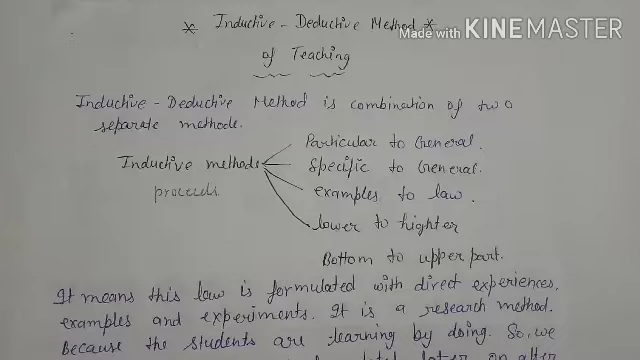 * Inductive - Deductive Method *
Made with KINEMASTER
of Teaching
Inductive - Deductive Method is combination of two
separate methods.
Particular to General.
Inductive methods
Specific to General.
proceeds
examples to law.
lower to highter
Bottom to upper part.
It means this law is formulated with direct experiences,
examples and experiments. It is a research method.
Because the students are learning by doing. So, we